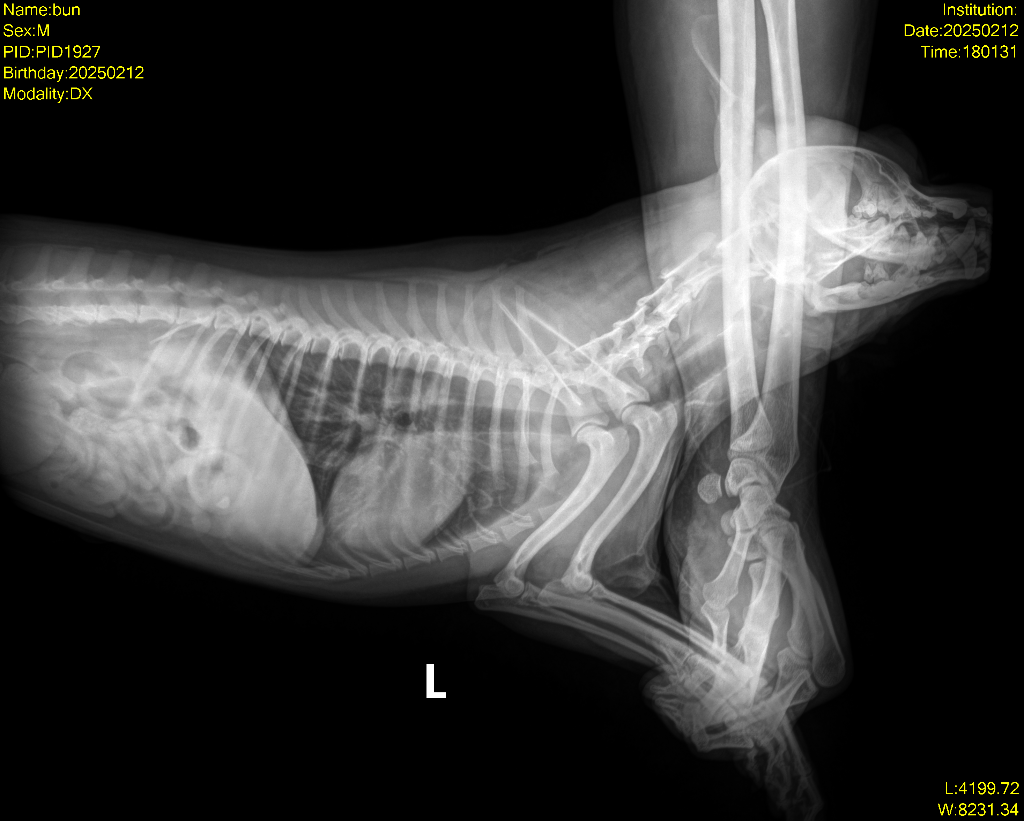 Name:bun
Sex:M
PID:PID1927
Birthday:20250212
Modality:DX
Institution:
Date:20250212
Time:180131
L
L:4199.72
W:8231.34